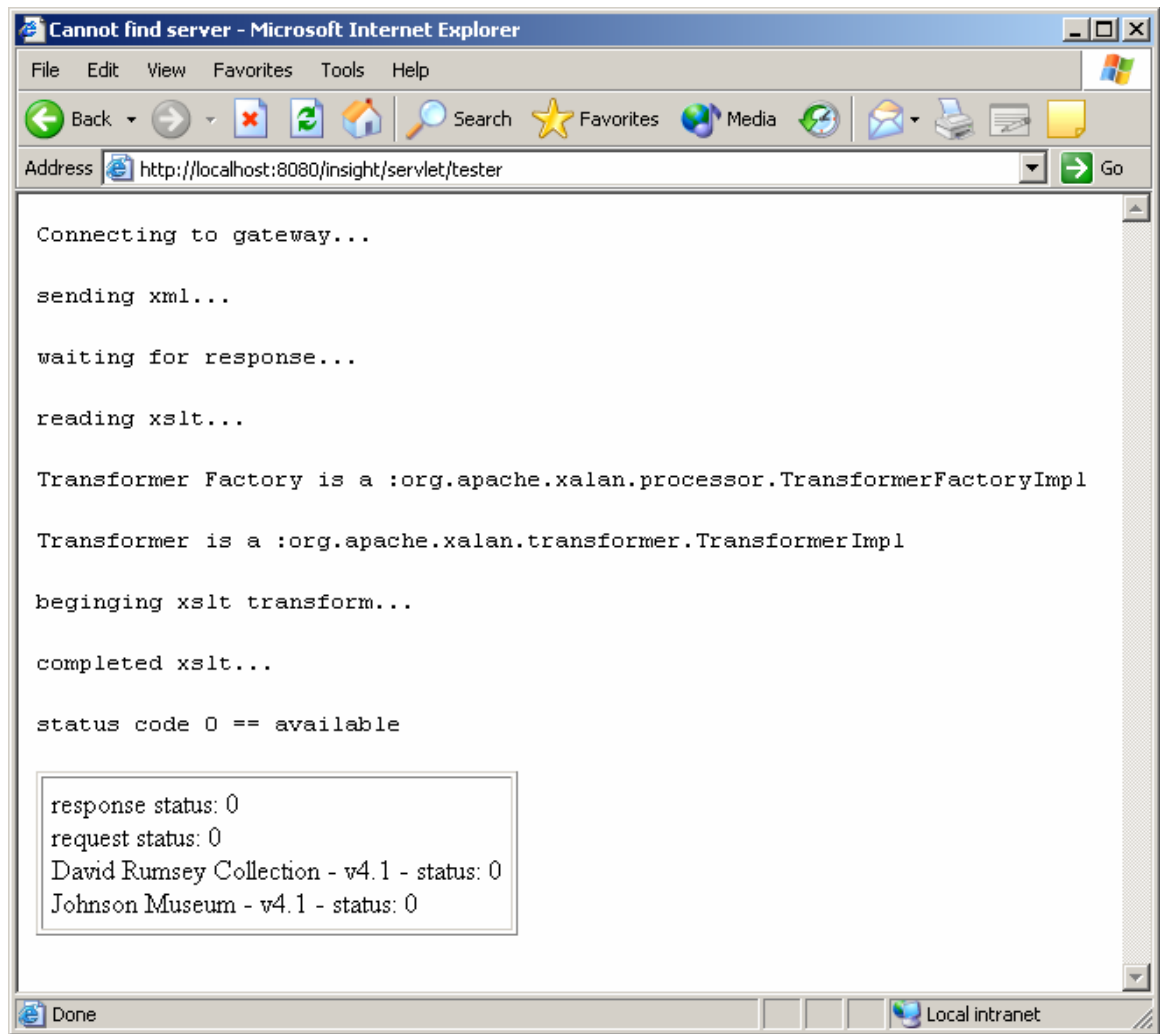 Cannot find server - Microsoft Internet Explorer
File Edit View Favorites Tools Help
Back Search Favorites Media
Address http://localhost:8080/insight/servlet/tester Go
Connecting to gateway...
sending xml...
waiting for response...
reading xslt...
Transformer Factory is a :org.apache.xalan.processor.TransformerFactoryImpl
Transformer is a :org.apache.xalan.transformer.TransformerImpl
beginging xslt transform...
completed xslt...
status code 0 == available
response status: 0
request status: 0
David Rumsey Collection - v4.1 - status: 0
Johnson Museum - v4.1 - status: 0
Done Local intranet